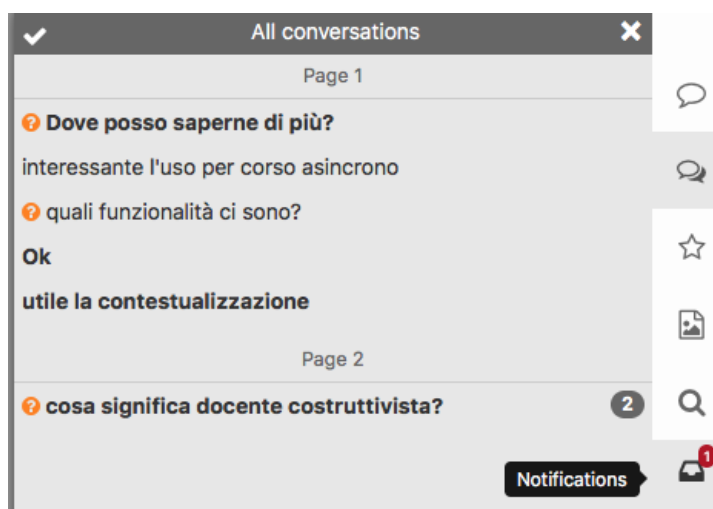 All conversations
Page 1
Dove posso saperne di più?
interessante l'uso per corso asincrono
quali funzionalità ci sono?
Ok
utile la contestualizzazione
Page 2
cosa significa docente costruttivista? 2
1
Notifications